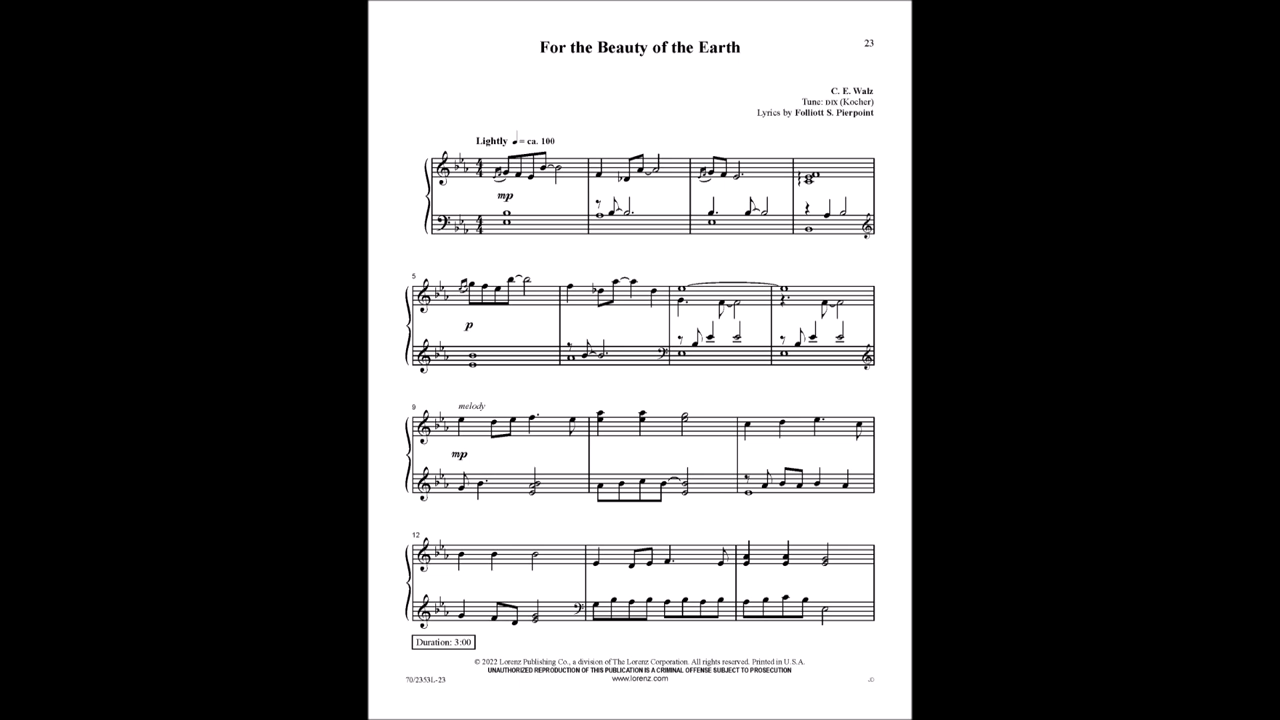 For the Beauty of the Earth
23
C. E. Walz
Tune: DIX (Kocher)
Lyrics by Folliott S. Pierpoint
Lightly ♩ = ca. 100
mp
5
p
9
melody
mp
12
Duration: 3:00
© 2022 Lorenz Publishing Co., a division of The Lorenz Corporation. All rights reserved. Printed in U.S.A.
UNAUTHORIZED REPRODUCTION OF THIS PUBLICATION IS A CRIMINAL OFFENSE SUBJECT TO PROSECUTION
www.lorenz.com
70/2353L-23